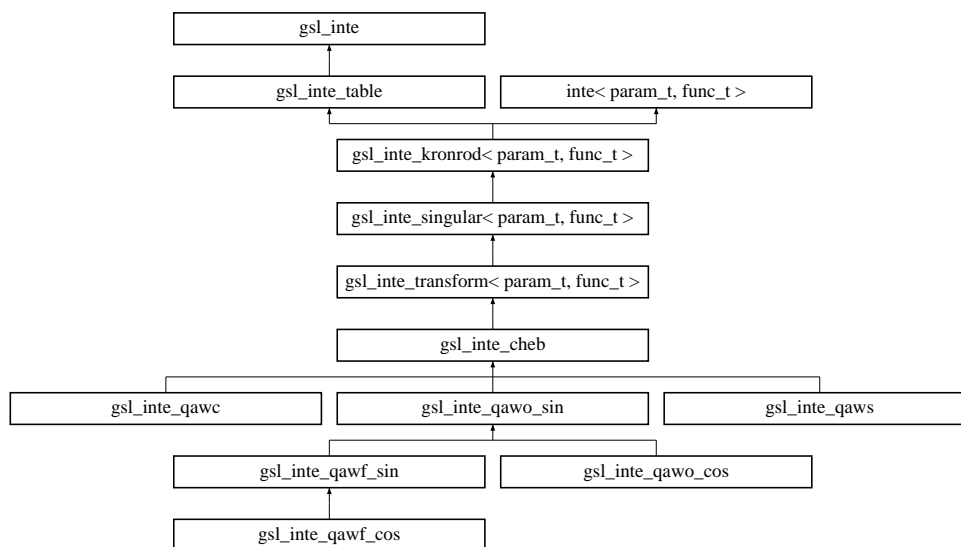 gsl_inte
gsl_inte_table
inte< param_t, func_t >
gsl_inte_kronrod< param_t, func_t >
gsl_inte_singular< param_t, func_t >
gsl_inte_transform< param_t, func_t >
gsl_inte_cheb
gsl_inte_qawc
gsl_inte_qawo_sin
gsl_inte_qaws
gsl_inte_qawf_sin
gsl_inte_qawo_cos
gsl_inte_qawf_cos